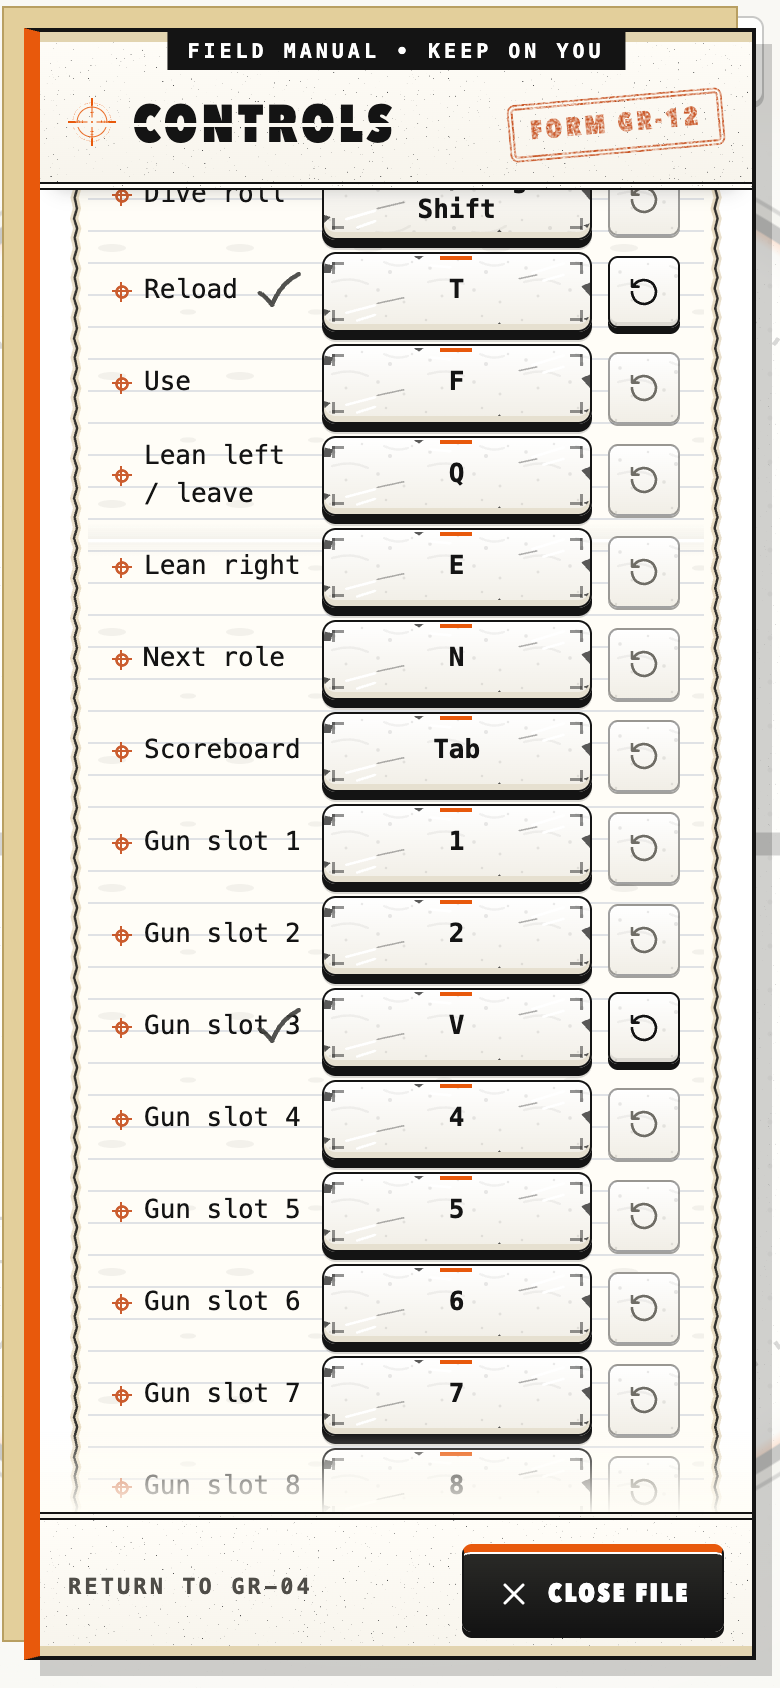 FIELD MANUAL • KEEP ON YOU
CONTROLS
FORM GR-12
Dive roll
Shift
Reload T
Use F
Lean left
/ leave Q
Lean right E
Next role N
Scoreboard Tab
Gun slot 1 1
Gun slot 2 2
Gun slot 3 V
Gun slot 4 4
Gun slot 5 5
Gun slot 6 6
Gun slot 7 7
Gun slot 8 8
RETURN TO GR-04
CLOSE FILE